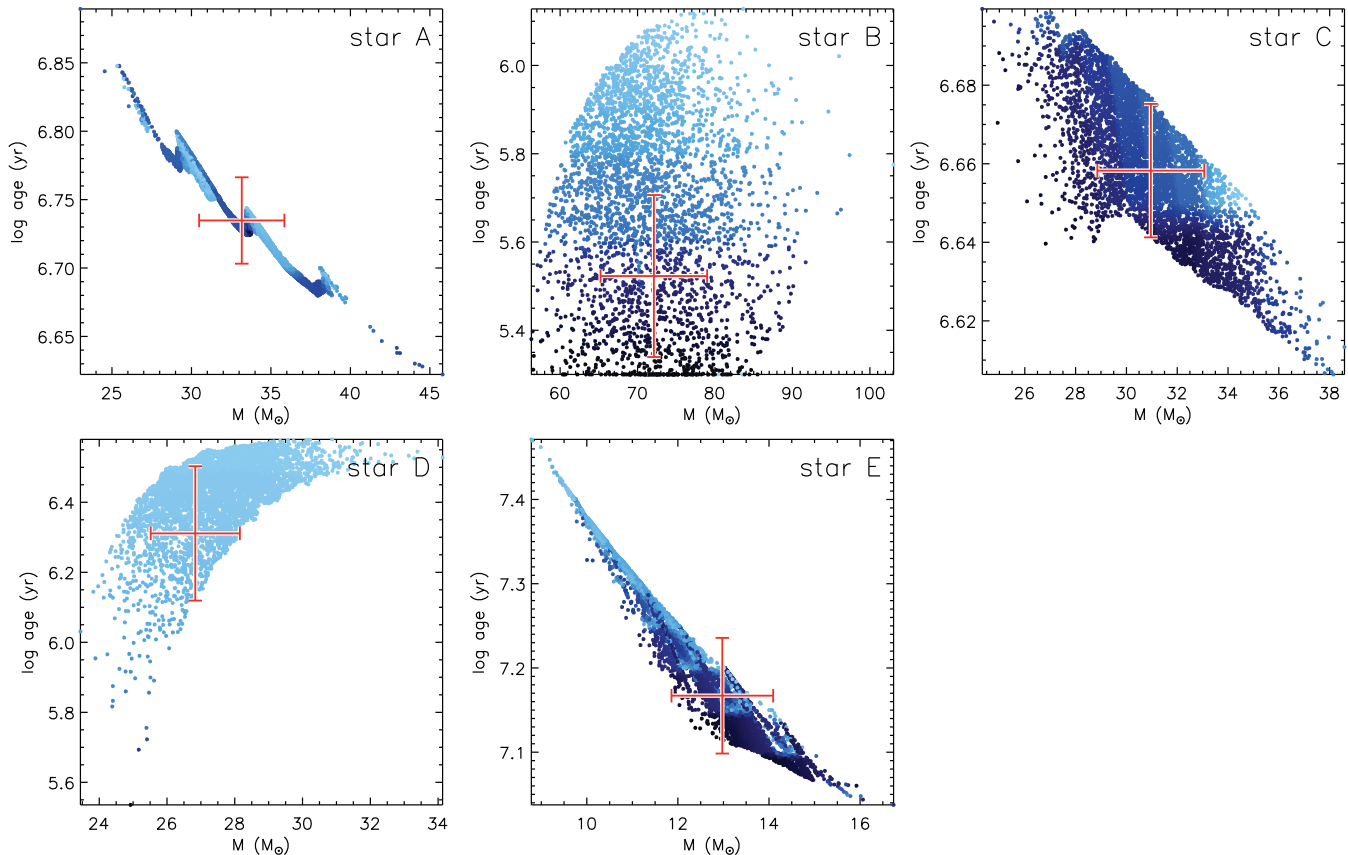 star A
6.85
6.80
6.75
6.70
6.65
log age (yr)
25 30 35 40 45
M (M⊙)
star B
6.0
5.8
5.6
5.4
log age (yr)
60 70 80 90 100
M (M⊙)
star C
6.68
6.66
6.64
6.62
log age (yr)
26 28 30 32 34 36 38
M (M⊙)
star D
6.4
6.2
6.0
5.8
5.6
log age (yr)
24 26 28 30 32 34
M (M⊙)
star E
7.4
7.3
7.2
7.1
log age (yr)
10 12 14 16
M (M⊙)